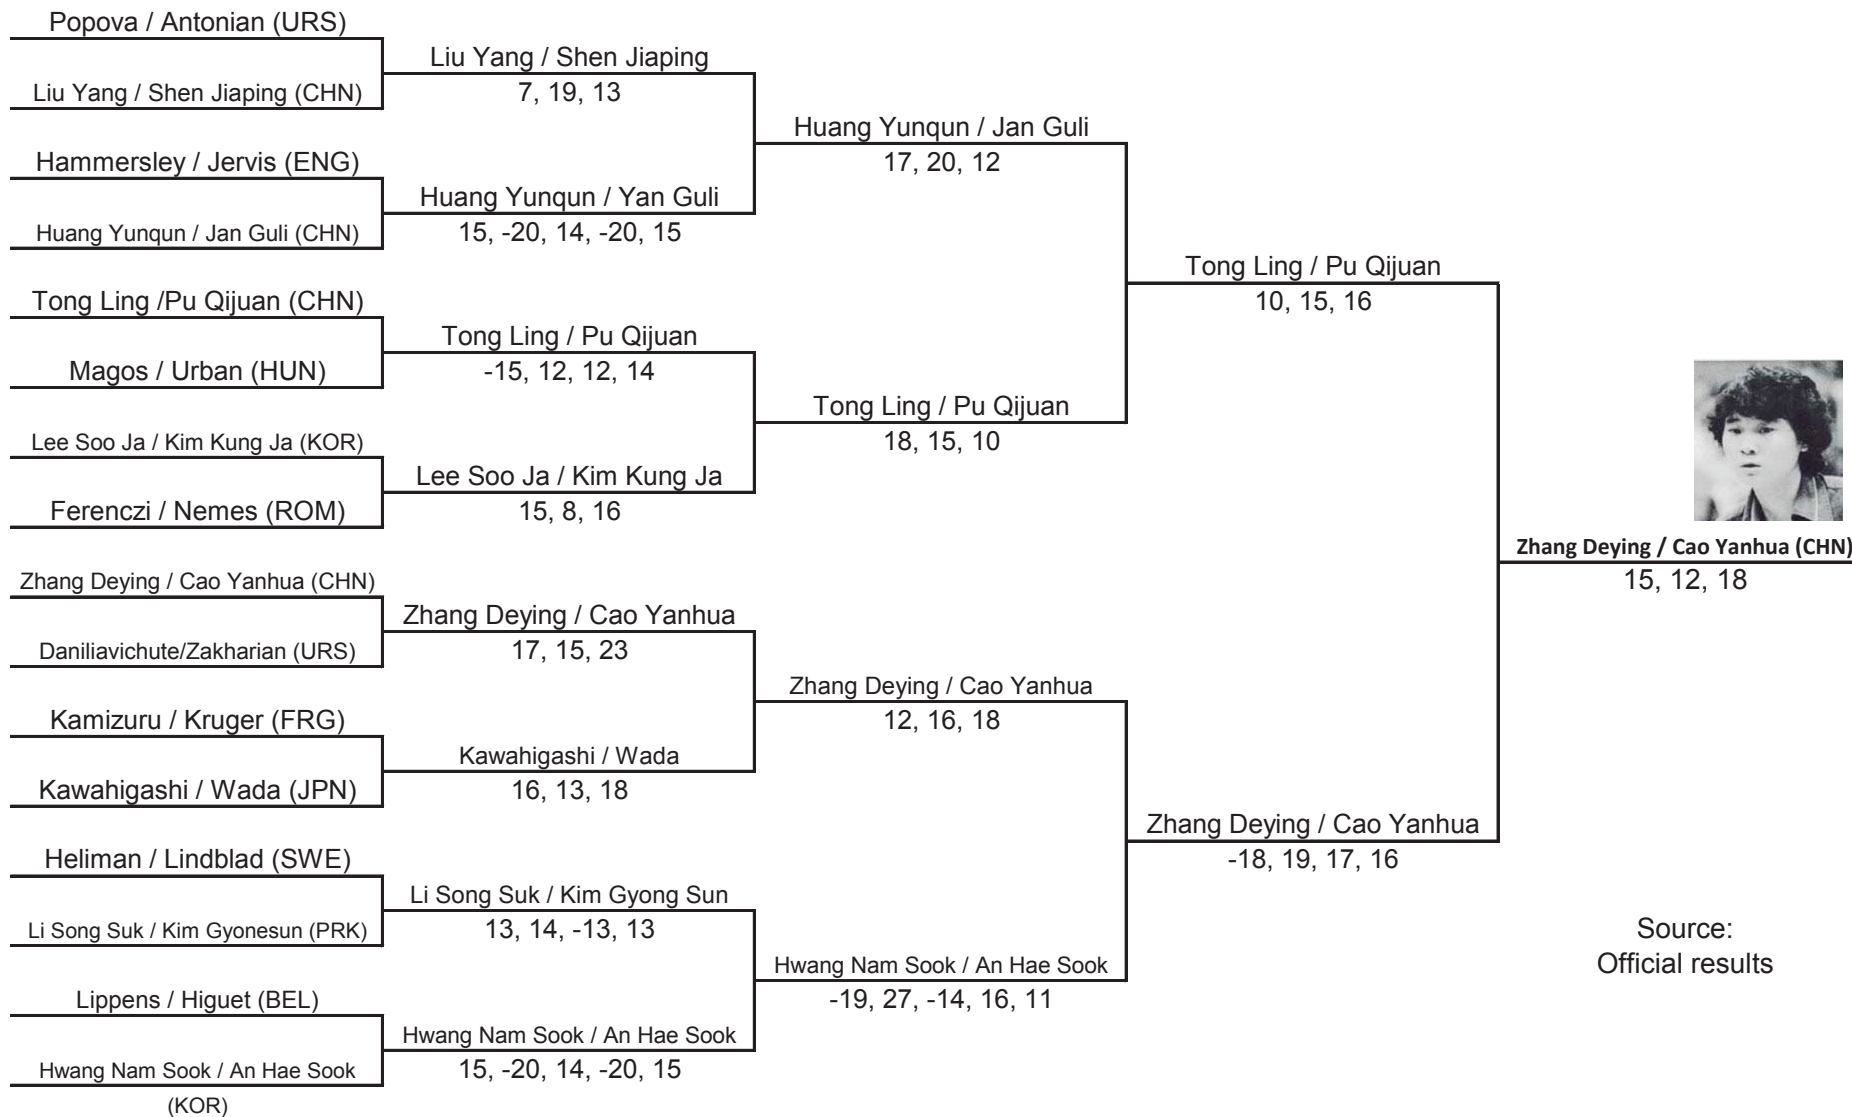 Popova / Antonian (URS)
Liu Yang / Shen Jiaping (CHN)
Hammersley / Jervis (ENG)
Huang Yunqun / Jan Guli (CHN)
Tong Ling /Pu Qijuan (CHN)
Magos / Urban (HUN)
Lee Soo Ja / Kim Kung Ja (KOR)
Ferenczi / Nemes (ROM)
Zhang Deying / Cao Yanhua (CHN)
Daniliavichute/Zakharian (URS)
Kamizuru / Kruger (FRG)
Kawahigashi / Wada (JPN)
Heliman / Lindblad (SWE)
Li Song Suk / Kim Gyonesun (PRK)
Lippens / Higuet (BEL)
Hwang Nam Sook / An Hae Sook
(KOR)
Liu Yang / Shen Jiaping
7, 19, 13
Huang Yunqun / Yan Guli
15, -20, 14, -20, 15
Tong Ling / Pu Qijuan
-15, 12, 12, 14
Lee Soo Ja / Kim Kung Ja
15, 8, 16
Zhang Deying / Cao Yanhua
17, 15, 23
Kawahigashi / Wada
16, 13, 18
Li Song Suk / Kim Gyong Sun
13, 14, -13, 13
Hwang Nam Sook / An Hae Sook
15, -20, 14, -20, 15
Huang Yunqun / Jan Guli
17, 20, 12
Tong Ling / Pu Qijuan
18, 15, 10
Zhang Deying / Cao Yanhua
12, 16, 18
Hwang Nam Sook / An Hae Sook
-19, 27, -14, 16, 11
Tong Ling / Pu Qijuan
10, 15, 16
Zhang Deying / Cao Yanhua
-18, 19, 17, 16
Zhang Deying / Cao Yanhua (CHN)
15, 12, 18
Source:
Official results